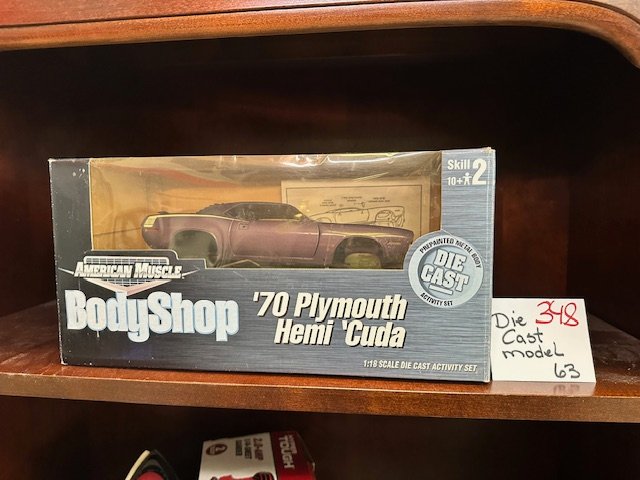 Skill 2
10+
PREPAINTED METAL BODY
DIE
CAST
ACTIVITY SET
AMERICAN MUSCLE
BodyShop
'70 Plymouth
Hemi 'Cuda
1:18 SCALE DIE CAST ACTIVITY SET
Die 348
Cast
model
63
TOUGH